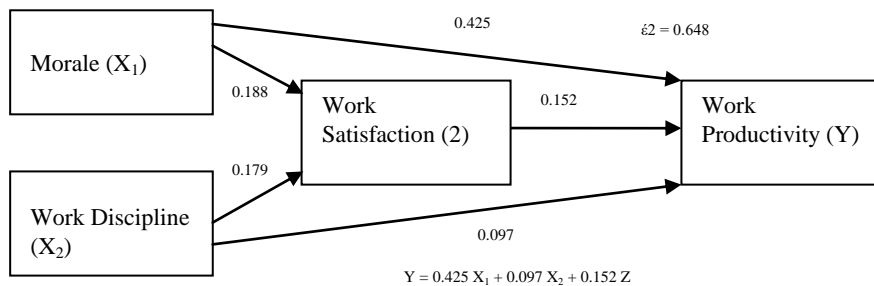 0.425
έ2 = 0.648
Morale (X₁)
0.188
Work
Satisfaction (2)
0.152
Work
Productivity (Y)
0.179
Work Discipline
(X₂)
0.097
Y = 0.425 X₁ + 0.097 X₂ + 0.152 Z